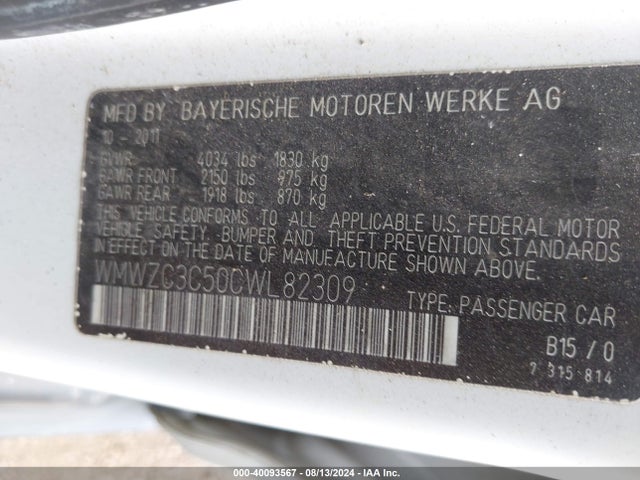 MFD BY BAYERISCHE MOTOREN WERKE AG
10 - 2011
GVWR 4034 lbs 1830 kg
GAWR FRONT 2150 lbs 975 kg
GAWR REAR 1918 lbs 870 kg
THIS VEHICLE CONFORMS TO ALL APPLICABLE U.S. FEDERAL MOTOR
VEHICLE SAFETY, BUMPER AND THEFT PREVENTION STANDARDS
IN EFFECT ON THE DATE OF MANUFACTURE SHOWN ABOVE.
WMWZC3C50CWL82309 TYPE: PASSENGER CAR
B15 / 0
7 315 814
000-40093567 - 08/13/2024 - IAA Inc.